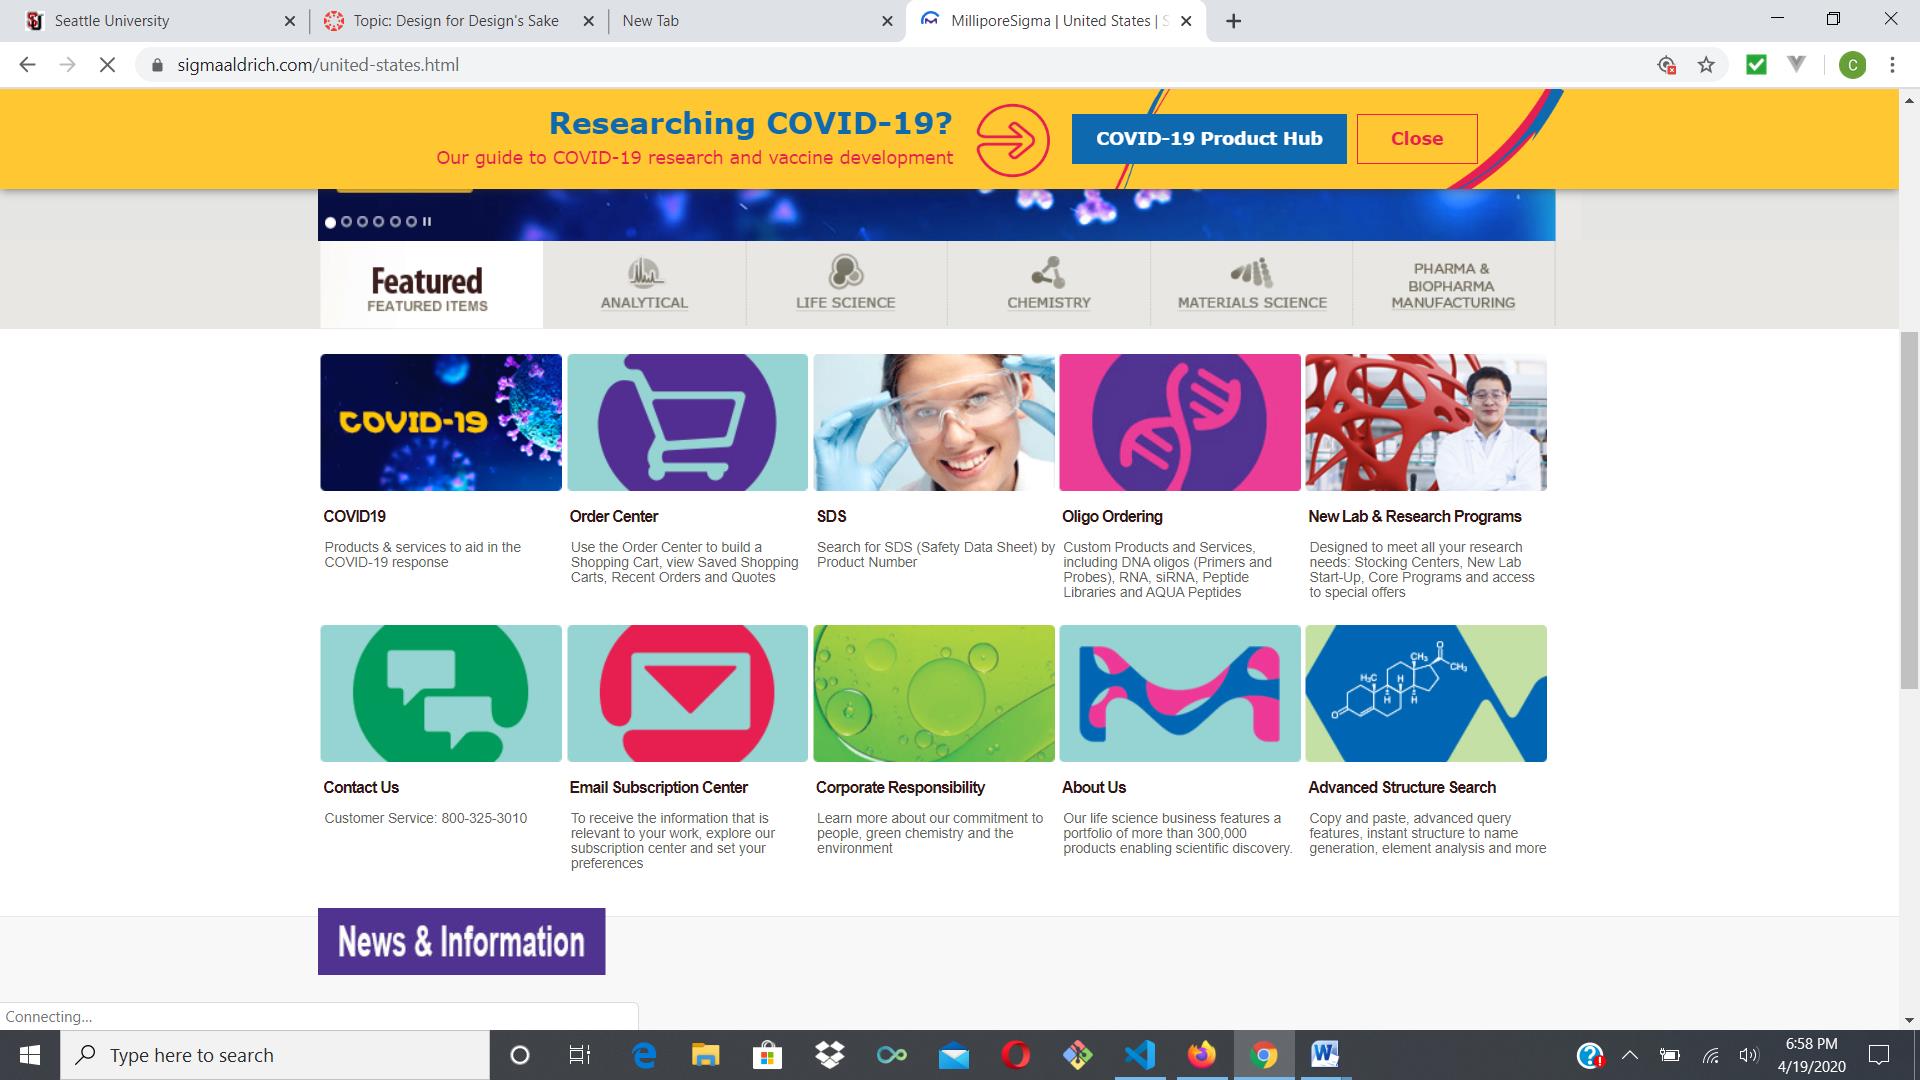 Seattle University
Topic: Design for Design's Sake
New Tab
MilliporeSigma | United States | S
sigmaaldrich.com/united-states.html
C
Researching COVID-19?
Our guide to COVID-19 research and vaccine development
COVID-19 Product Hub
Close
Featured
FEATURED ITEMS
ANALYTICAL
LIFE SCIENCE
CHEMISTRY
MATERIALS SCIENCE
PHARMA &
BIOPHARMA
MANUFACTURING
COVID-19
COVID19
Products & services to aid in the
COVID-19 response
Order Center
Use the Order Center to build a
Shopping Cart, view Saved Shopping
Carts, Recent Orders and Quotes
SDS
Search for SDS (Safety Data Sheet) by
Product Number
Oligo Ordering
Custom Products and Services,
including DNA oligos (Primers and
Probes), RNA, siRNA, Peptide
Libraries and AQUA Peptides
New Lab & Research Programs
Designed to meet all your research
needs: Stocking Centers, New Lab
Start-Up, Core Programs and access
to special offers
CH₃
CH₃
H₃C
H
H
H
O
O
Contact Us
Customer Service: 800-325-3010
Email Subscription Center
To receive the information that is
relevant to your work, explore our
subscription center and set your
preferences
Corporate Responsibility
Learn more about our commitment to
people, green chemistry and the
environment
About Us
Our life science business features a
portfolio of more than 300,000
products enabling scientific discovery.
Advanced Structure Search
Copy and paste, advanced query
features, instant structure to name
generation, element analysis and more
News & Information
Connecting...
Type here to search
6:58 PM
4/19/2020